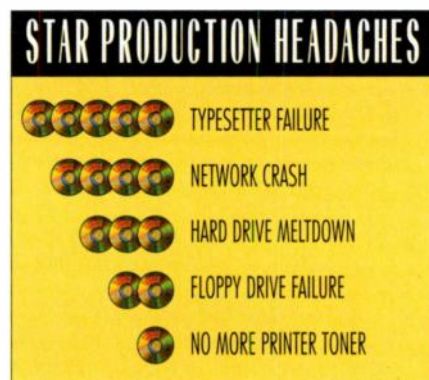 STAR PRODUCTION HEADACHES
TYPESETTER FAILURE
NETWORK CRASH
HARD DRIVE MELTDOWN
FLOPPY DRIVE FAILURE
NO MORE PRINTER TONER